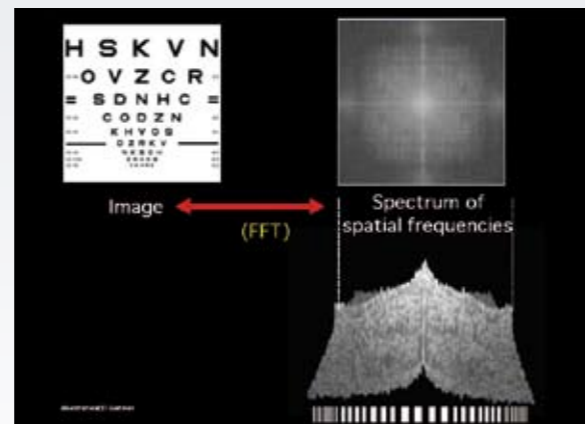 H S K V N
O V Z C R
= S D N H C =
C O D Z N
K H V O S
D Z R K V
Image
(FFT)
Spectrum of
spatial frequencies